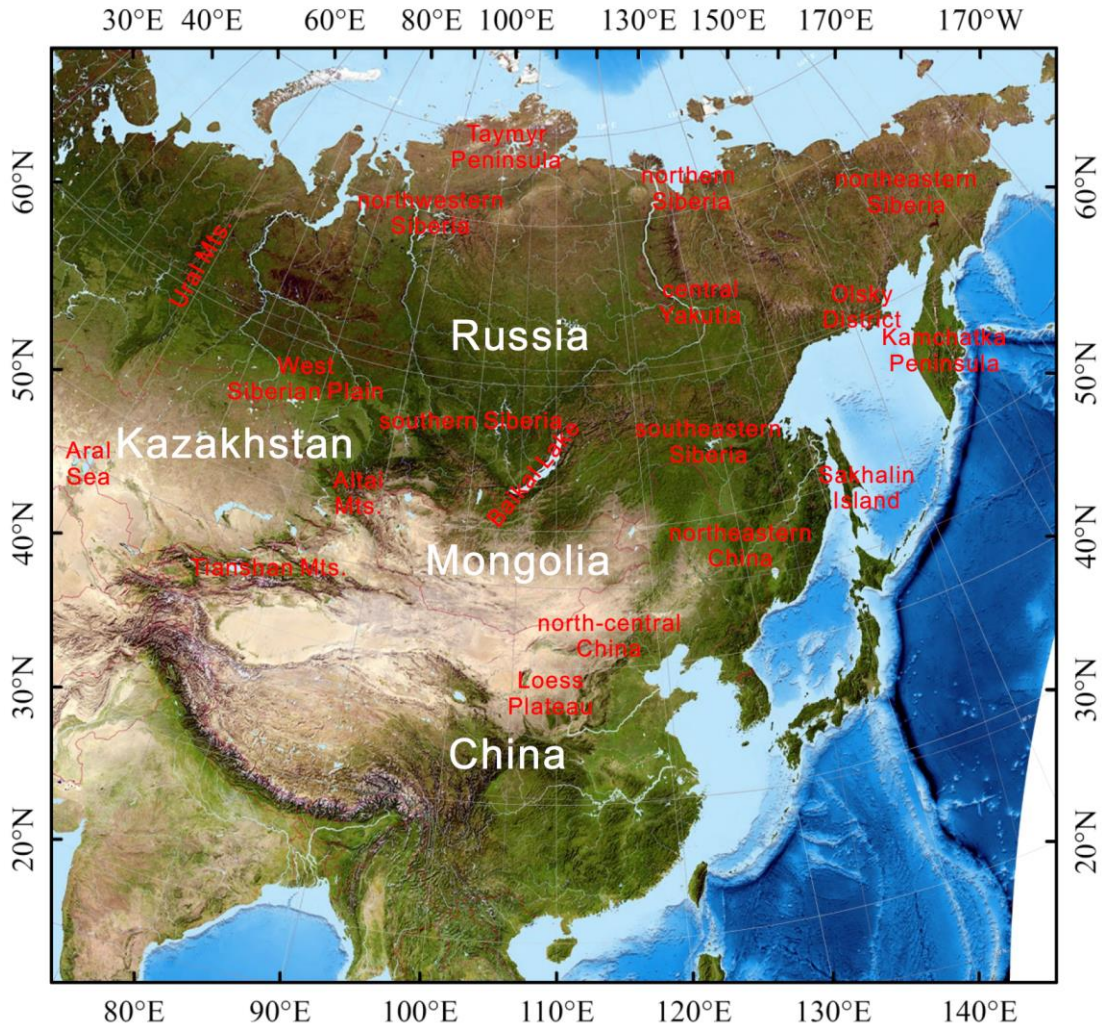 30°E 40°E 60°E 80°E 100°E 130°E 150°E 170°E 170°W
Taymyr
Peninsula
northern
Siberia
northeastern
Siberia
northwestern
Siberia
60°N
60°N
Ural Mts.
central
Yakutia
Olsky
District
Russia
Kamchatka
Peninsula
50°N
50°N
West
Siberian Plain
southern Siberia
southeastern
Siberia
Kazakhstan
Aral
Sea
Altai
Mts.
Baikal Lake
Sakhalin
Island
40°N
40°N
northeastern
China
Mongolia
Tianshan Mts.
north-central
China
30°N
30°N
Loess
Plateau
China
20°N
20°N
80°E 90°E 100°E 110°E 120°E 130°E 140°E